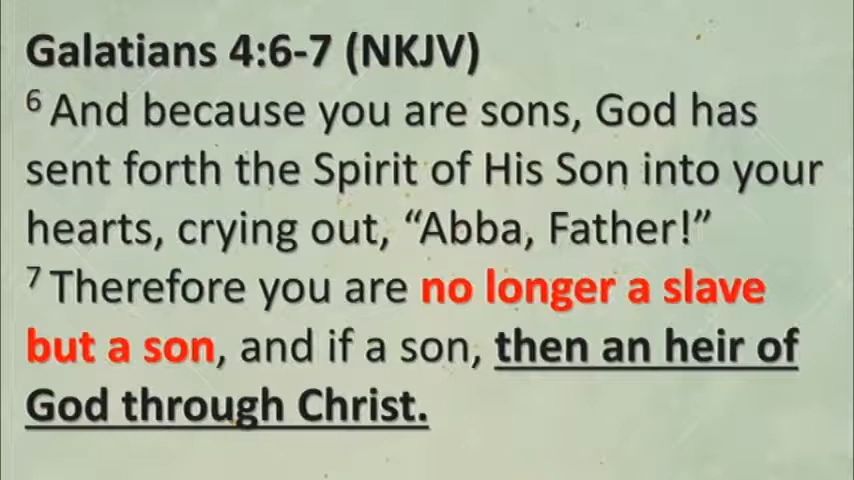 Galatians 4:6-7 (NKJV)
6 And because you are sons, God has
sent forth the Spirit of His Son into your
hearts, crying out, “Abba, Father!”
7 Therefore you are no longer a slave
but a son, and if a son, then an heir of
God through Christ.